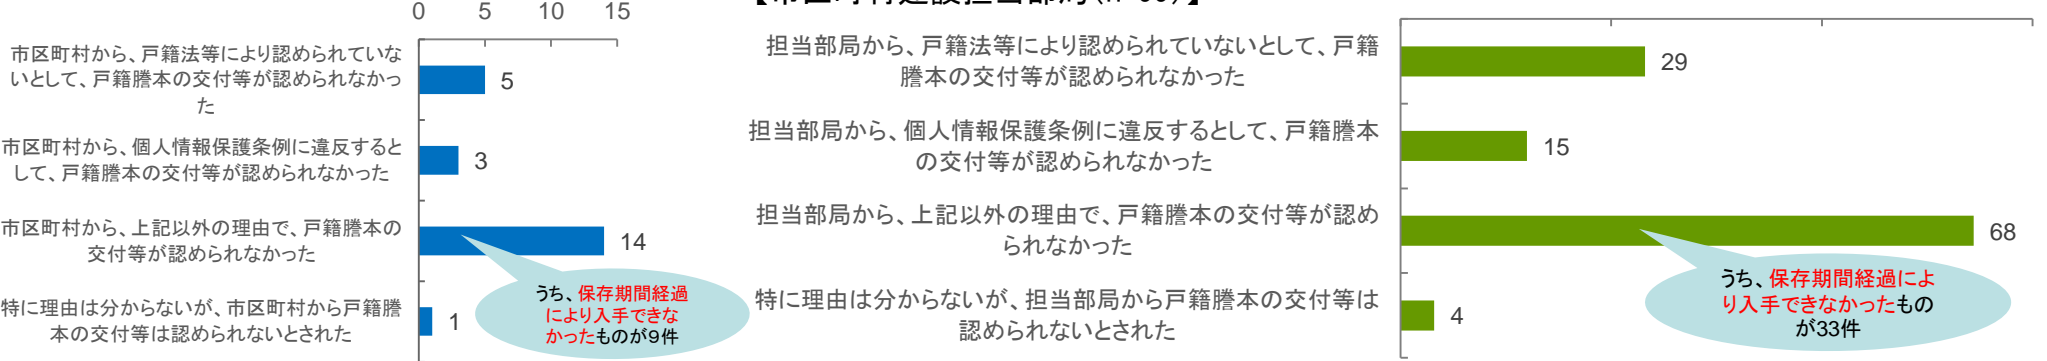 0 5 10 15
市区町村から、戸籍法等により認められていな
いとして、戸籍謄本の交付等が認められなかっ
た
5
市区町村から、個人情報保護条例に違反すると
して、戸籍謄本の交付等が認められなかった
3
市区町村から、上記以外の理由で、戸籍謄本の
交付等が認められなかった
14
うち、保存期間経過
により入手できな
かったものが9件
特に理由は分からないが、市区町村から戸籍謄
本の交付等は認められないとされた
1
担当部局から、戸籍法等により認められていないとして、戸籍
謄本の交付等が認められなかった
29
担当部局から、個人情報保護条例に違反するとして、戸籍謄本
の交付等が認められなかった
15
担当部局から、上記以外の理由で、戸籍謄本の交付等が認め
られなかった
68
うち、保存期間経過によ
り入手できなかったもの
が33件
特に理由は分からないが、担当部局から戸籍謄本の交付等は
認められないとされた
4